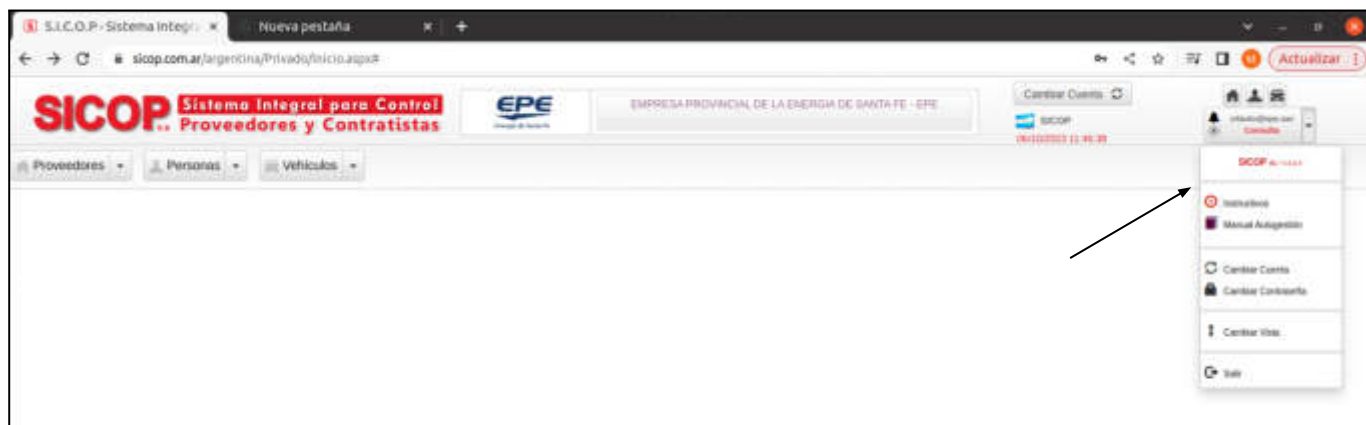 S.I.C.O.P - Sistema Integr
Nueva pestaña
sicop.com.ar/argentina/Privado/Inicio.aspx#
Actualizar
SICOP S.A. Sistema Integral para Control
Proveedores y Contratistas
EPE
EMPRESA PROVINCIAL DE LA ENERGIA DE SANTA FE - EPE
Cambiar Cuenta
SICOP
Consulta
Proveedores
Personas
Vehículos
SICOP
Instructivos
Manual Autogestión
Cambiar Cuenta
Cambiar Contraseña
Cambiar Vista
Salir